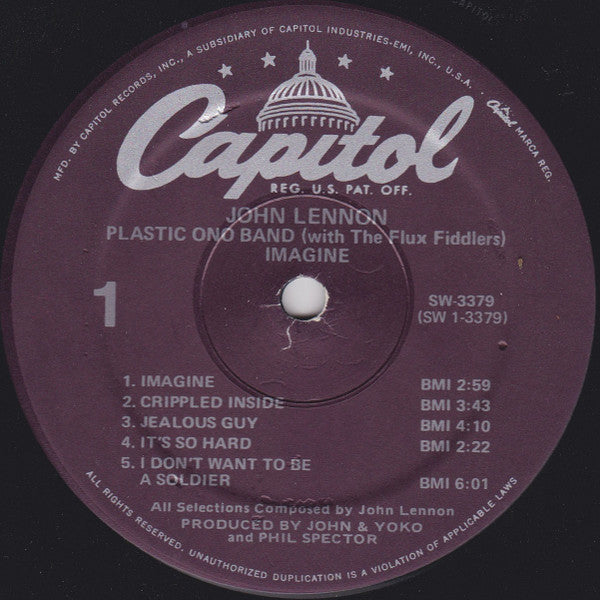 MFD. BY CAPITOL RECORDS, INC., A SUBSIDIARY OF CAPITOL INDUSTRIES-EMI, INC., U.S.A.
Capitol MARCA REG.
Capitol
REG. U.S. PAT. OFF.
JOHN LENNON
PLASTIC ONO BAND (with The Flux Fiddlers)
IMAGINE
1
SW-3379
(SW 1-3379)
1. IMAGINE BMI 2:59
2. CRIPPLED INSIDE BMI 3:43
3. JEALOUS GUY BMI 4:10
4. IT'S SO HARD BMI 2:22
5. I DON'T WANT TO BE
A SOLDIER BMI 6:01
All Selections Composed by John Lennon
PRODUCED BY JOHN & YOKO
and PHIL SPECTOR
ALL RIGHTS RESERVED. UNAUTHORIZED DUPLICATION IS A VIOLATION OF APPLICABLE LAWS